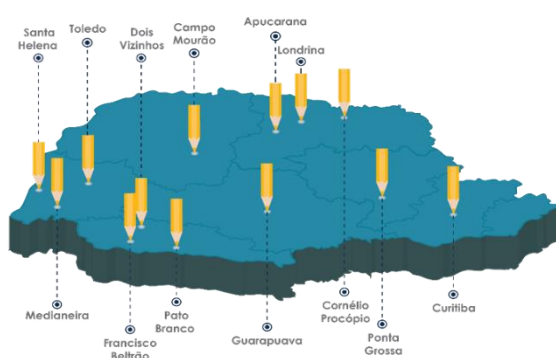 Santa
Helena
Toledo
Dois
Vizinhos
Campo
Mourão
Apucarana
Londrina
Medianeira
Francisco
Beltrão
Pato
Branco
Guarapuava
Cornélio
Procópio
Ponta
Grossa
Curitiba